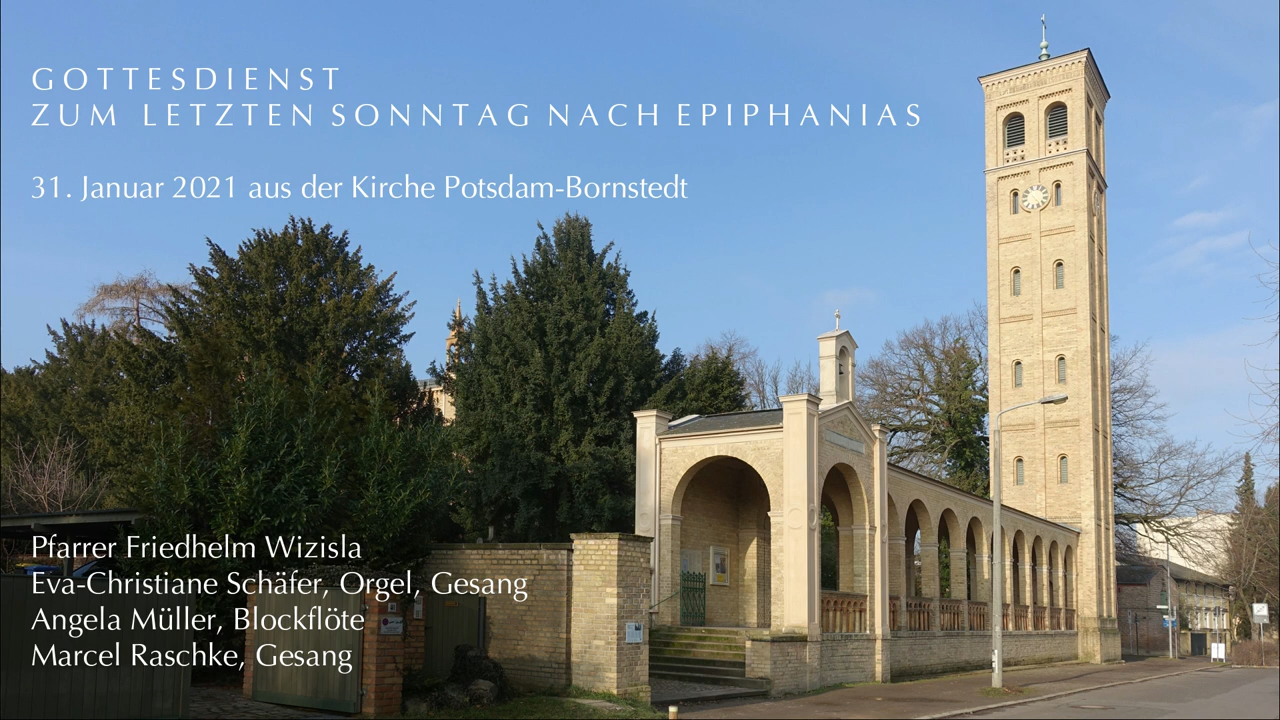 GOTTESDIENST
ZUM LETZTEN SONNTAG NACH EPIPHANIAS
31. Januar 2021 aus der Kirche Potsdam-Bornstedt
Pfarrer Friedhelm Wizisla
Eva-Christiane Schäfer, Orgel, Gesang
Angela Müller, Blockflöte
Marcel Raschke, Gesang